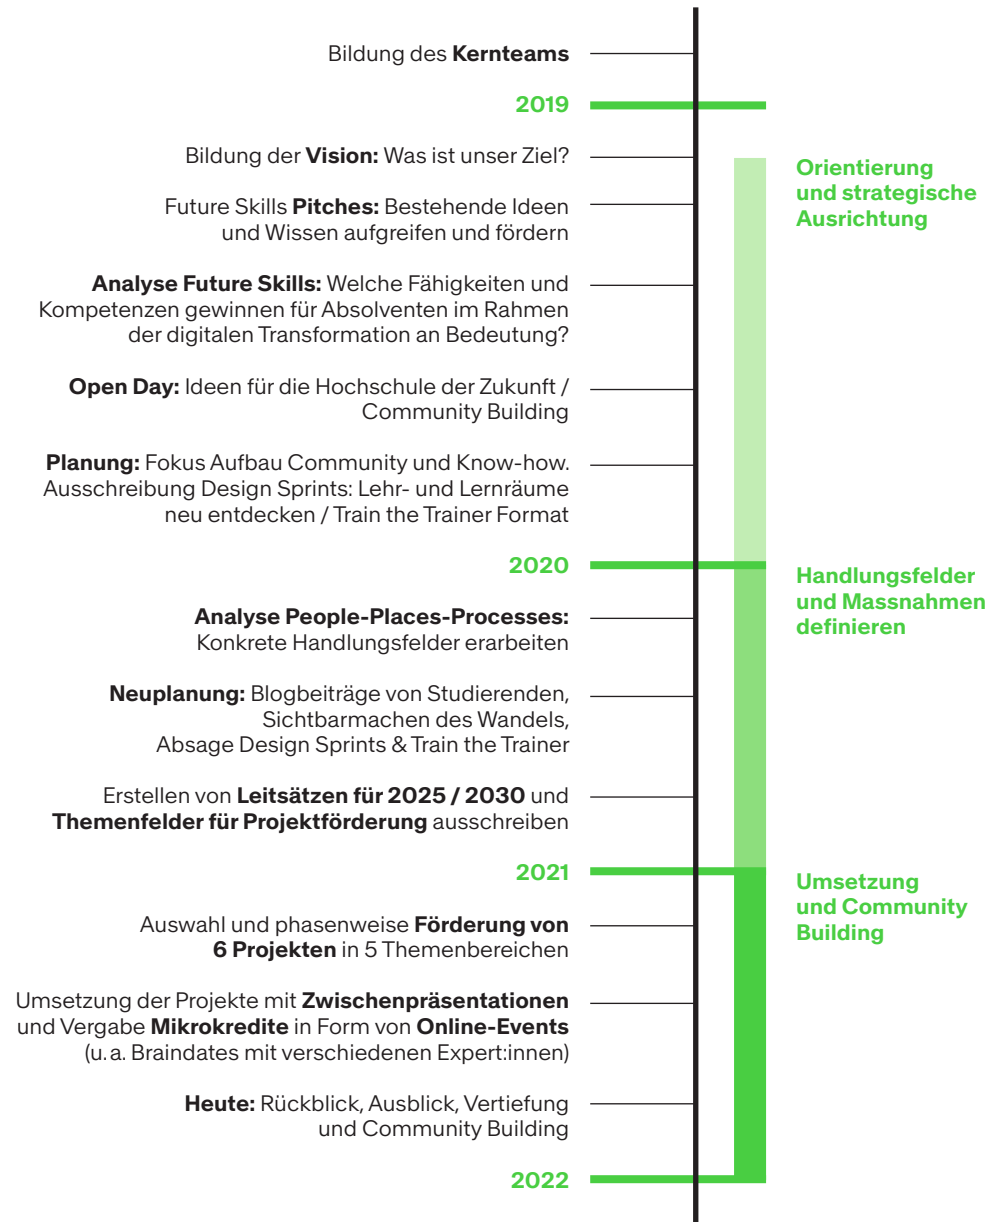 Bildung des Kernteams
2019
Bildung der Vision: Was ist unser Ziel?
Orientierung
und strategische
Ausrichtung
Future Skills Pitches: Bestehende Ideen
und Wissen aufgreifen und fördern
Analyse Future Skills: Welche Fähigkeiten und
Kompetenzen gewinnen für Absolventen im Rahmen
der digitalen Transformation an Bedeutung?
Open Day: Ideen für die Hochschule der Zukunft /
Community Building
Planung: Fokus Aufbau Community und Know-how.
Ausschreibung Design Sprints: Lehr- und Lernräume
neu entdecken / Train the Trainer Format
2020
Handlungsfelder
und Massnahmen
definieren
Analyse People-Places-Processes:
Konkrete Handlungsfelder erarbeiten
Neuplanung: Blogbeiträge von Studierenden,
Sichtbarmachen des Wandels,
Absage Design Sprints & Train the Trainer
Erstellen von Leitsätzen für 2025 / 2030 und
Themenfelder für Projektförderung ausschreiben
2021
Umsetzung
und Community
Building
Auswahl und phasenweise Förderung von
6 Projekten in 5 Themenbereichen
Umsetzung der Projekte mit Zwischenpräsentationen
und Vergabe Mikrokredite in Form von Online-Events
(u. a. Braindates mit verschiedenen Expert:innen)
Heute: Rückblick, Ausblick, Vertiefung
und Community Building
2022